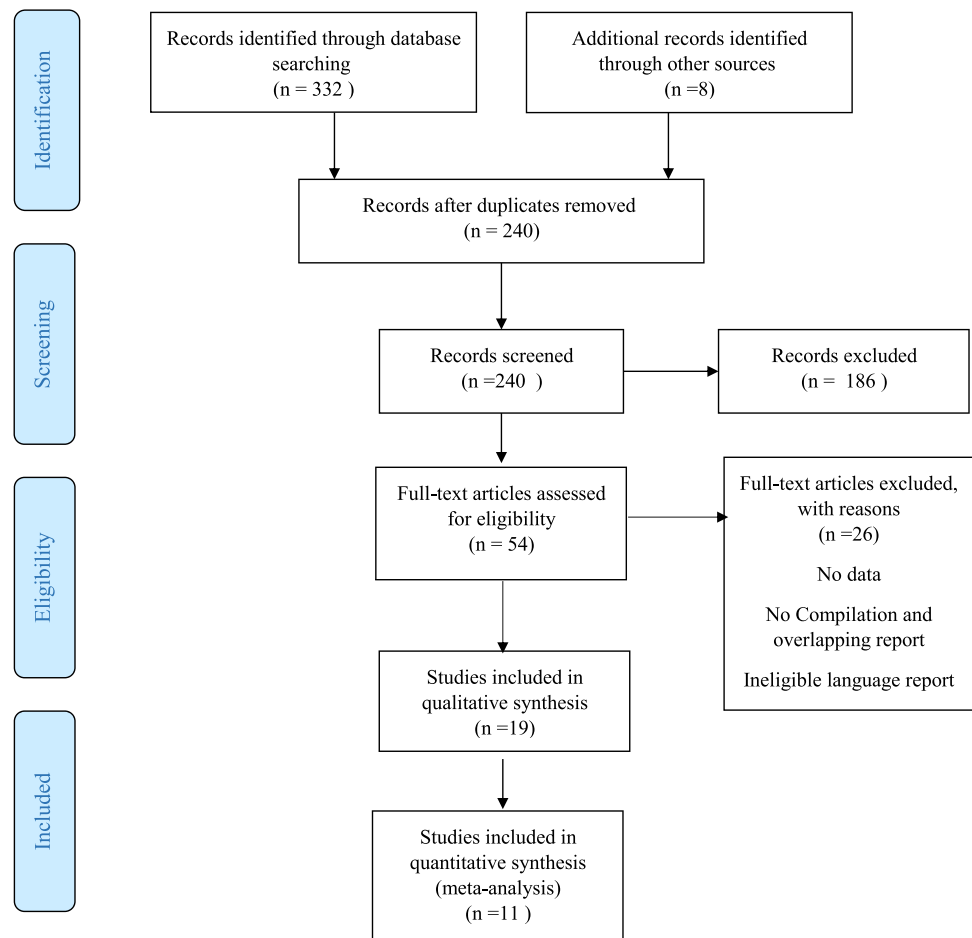 Identification
Records identified through database
searching
(n = 332 )
Additional records identified
through other sources
(n =8)
Records after duplicates removed
(n = 240)
Screening
Records screened
(n =240 )
Records excluded
(n = 186 )
Eligibility
Full-text articles assessed
for eligibility
(n = 54)
Full-text articles excluded,
with reasons
(n =26)
No data
No Compilation and
overlapping report
Ineligible language report
Studies included in
qualitative synthesis
(n =19)
Included
Studies included in
quantitative synthesis
(meta-analysis)
(n =11 )